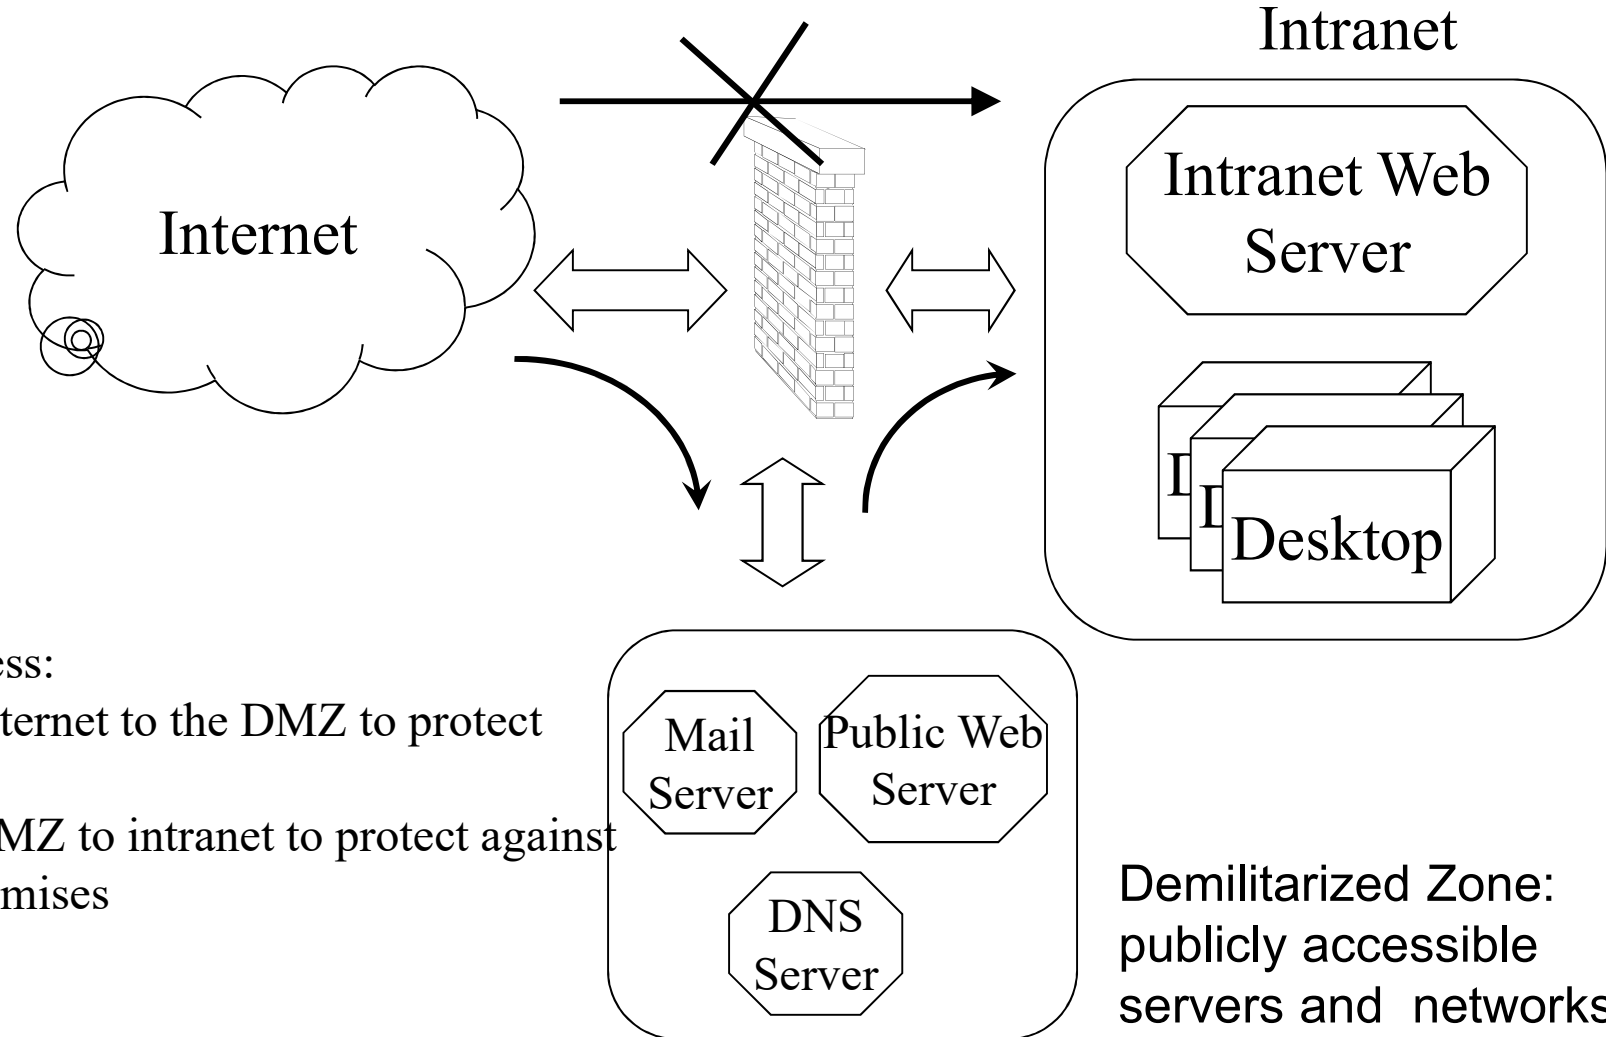 Intranet
Internet
Intranet Web
Server
D
D
Desktop
ess:
ternet to the DMZ to protect
MZ to intranet to protect against
mises
Mail
Server
Public Web
Server
DNS
Server
Demilitarized Zone:
publicly accessible
servers and networks